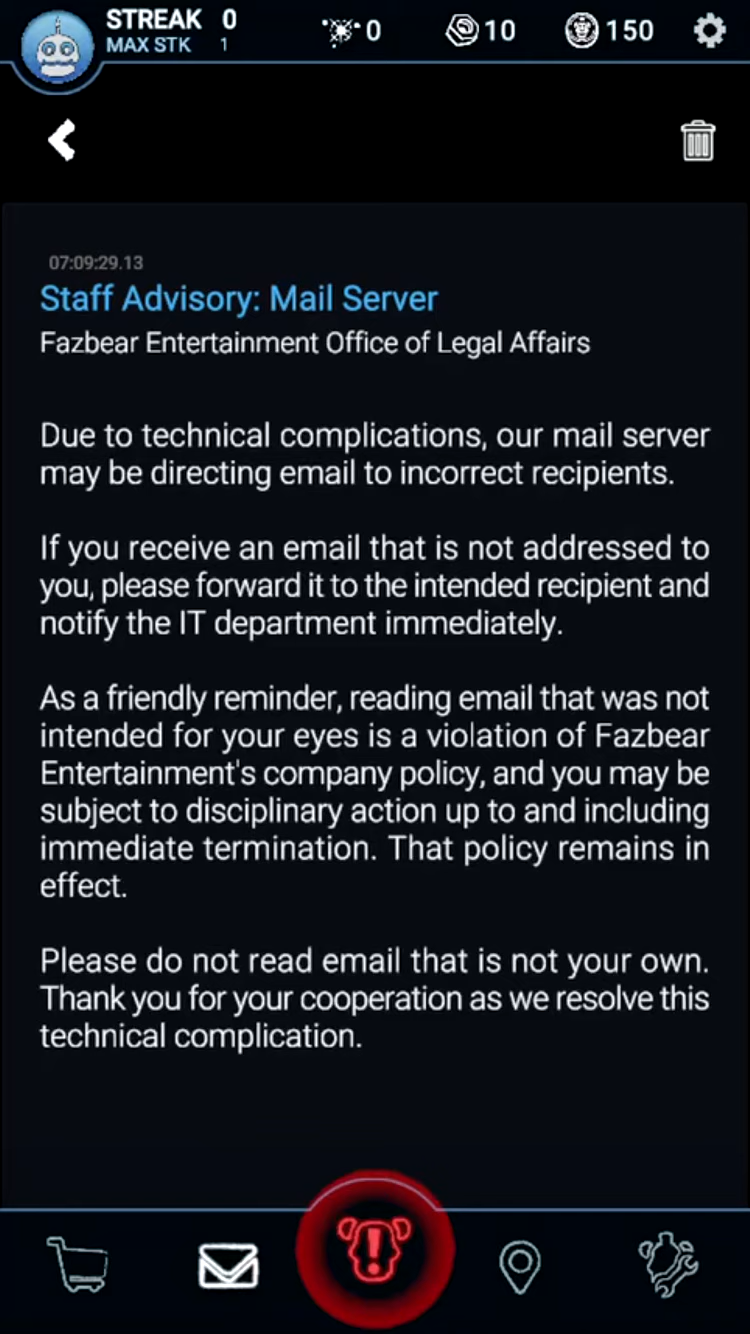 STREAK 0
MAX STK 1
0
10
150
07:09:29.13
Staff Advisory: Mail Server
Fazbear Entertainment Office of Legal Affairs
Due to technical complications, our mail server
may be directing email to incorrect recipients.
If you receive an email that is not addressed to
you, please forward it to the intended recipient and
notify the IT department immediately.
As a friendly reminder, reading email that was not
intended for your eyes is a violation of Fazbear
Entertainment's company policy, and you may be
subject to disciplinary action up to and including
immediate termination. That policy remains in
effect.
Please do not read email that is not your own.
Thank you for your cooperation as we resolve this
technical complication.